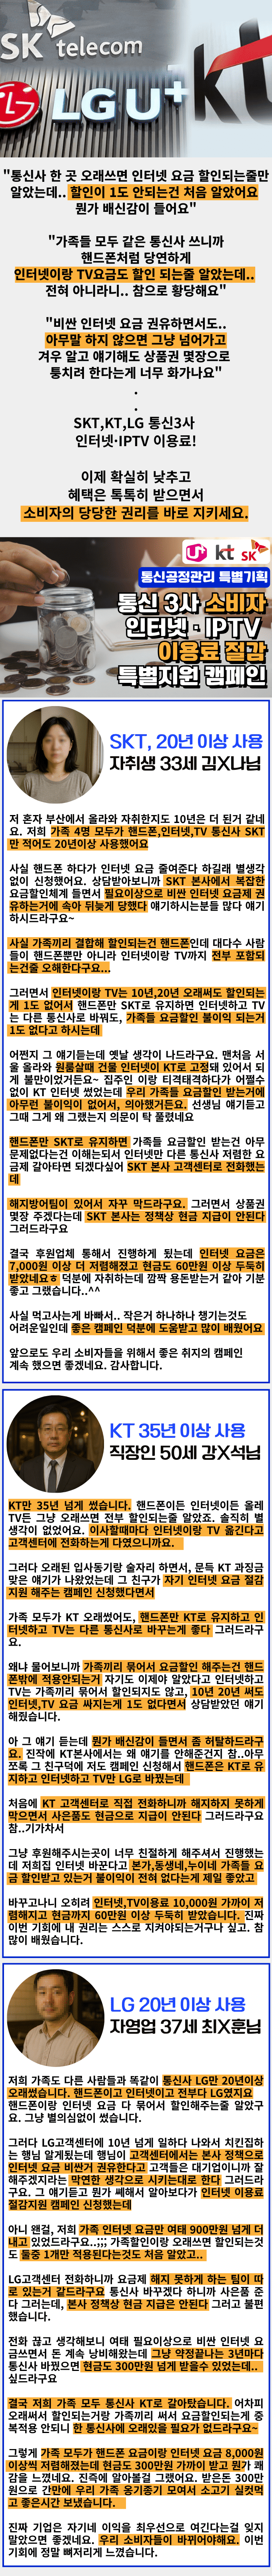 SK telecom
LG U+
kt
"통신사 한 곳 오래쓰면 인터넷 요금 할인되는줄만
알았는데.. 할인이 1도 안되는건 처음 알았어요
뭔가 배신감이 들어요"
"가족들 모두 같은 통신사 쓰니까
핸드폰처럼 당연하게
인터넷이랑 TV요금도 할인 되는줄 알았는데..
전혀 아니라니.. 참으로 황당해요"
"비싼 인터넷 요금 권유하면서도..
아무말 하지 않으면 그냥 넘어가고
겨우 알고 얘기해도 상품권 몇장으로
퉁치려 한다는게 너무 화가나요"
.
.
SKT,KT,LG 통신3사
인터넷·IPTV 이용료!
이제 확실히 낮추고
혜택은 톡톡히 받으면서
소비자의 당당한 권리를 바로 지키세요.
U+ kt SK
통신공정관리 특별기획
통신 3사 소비자
인터넷 · IPTV
이용료 절감
특별지원 캠페인
SKT, 20년 이상 사용
자취생 33세 김X나님
저 혼자 부산에서 올라와 자취한지도 10년은 더 된거 같네
요. 저희 가족 4명 모두가 핸드폰,인터넷,TV 통신사 SKT
만 적어도 20년이상 사용했어요
사실 핸드폰 하다가 인터넷 요금 줄여준다 하길래 별생각
없이 신청했어요. 상담받아보니까 SKT 본사에서 복잡한
요금할인체계 들면서 필요이상으로 비싼 인터넷 요금제 권
유하는거에 속아 뒤늦게 당했다 얘기하시는분들 많다 얘기
하시드라구요~
사실 가족끼리 결합해 할인되는건 핸드폰인데 대다수 사람
들이 핸드폰뿐만 아니라 인터넷이랑 TV까지 전부 포함되
는건줄 오해한다구요...
그러면서 인터넷이랑 TV는 10년,20년 오래써도 할인되는
게 1도 없어서 핸드폰만 SKT로 유지하면 인터넷하고 TV
는 다른 통신사로 바꿔도, 가족들 요금할인 불이익 되는거
1도 없다고 하시는데
어쩐지 그 얘기듣는데 옛날 생각이 나드라구요. 맨처음 서
울 올라와 원룸살때 건물 인터넷이 KT로 고정돼 있어서 되
게 불만이었거든요~ 집주인 이랑 티격태격하다가 어쩔수
없이 KT 인터넷 썼었는데 우리 가족들 요금할인 받는거에
아무런 불이익이 없어서, 의아했거든요. 선생님 얘기듣고
그때 그게 왜 그랬는지 의문이 탁 풀렸네요
핸드폰만 SKT로 유지하면 가족들 요금할인 받는건 아무
문제없다는건 이해는되서 인터넷만 다른 통신사 저렴한 요
금제 갈아타면 되겠다싶어 SKT 본사 고객센터로 전화했는
데
해지방어팀이 있어서 자꾸 막드라구요. 그러면서 상품권
몇장 주겠다는데 SKT 본사는 정책상 현금 지급이 안된다
그러드라구요
결국 후원업체 통해서 진행하게 됬는데 인터넷 요금은
7,000원 이상 더 저렴해졌고 현금도 60만원 이상 두둑히
받았네요ㅎ 덕분에 자취하는데 깜짝 용돈받는거 같아 기분
좋고 그랬습니다..^^
사실 먹고사는게 바빠서.. 작은거 하나하나 챙기는것도
어려운일인데 좋은 캠페인 덕분에 도움받고 많이 배웠어요
앞으로도 우리 소비자들을 위해서 좋은 취지의 캠페인
계속 했으면 좋겠네요. 감사합니다.
KT 35년 이상 사용
직장인 50세 강X석님
KT만 35년 넘게 썼습니다. 핸드폰이든 인터넷이든 올레
TV든 그냥 오래쓰면 전부 할인되는줄 알았죠. 솔직히 별
생각이 없었어요. 이사할때마다 인터넷이랑 TV 옮긴다고
고객센터에 전화하는게 다였으니까요.
그러다 오래된 입사동기랑 술자리 하면서, 문득 KT 과징금
맞은 얘기가 나왔었는데 그 친구가 자기 인터넷 요금 절감
지원 해주는 캠페인 신청했다면서
가족 모두가 KT 오래썼어도, 핸드폰만 KT로 유지하고 인
터넷하고 TV는 다른 통신사로 바꾸는게 좋다 그러드라구
요.
왜냐 물어보니까 가족끼리 묶어서 요금할인 해주는건 핸드
폰밖에 적용안되는거 자기도 이제야 알았다고 인터넷하고
TV는 가족끼리 묶어서 할인되지도 않고, 10년 20년 써도
인터넷,TV 요금 싸지는게 1도 없다면서 상담받았던 얘기
해줬습니다.
아 그 얘기 듣는데 뭔가 배신감이 들면서 좀 허탈하드라구
요. 진작에 KT본사에서는 왜 얘기를 안해준건지 참..아무
쪼록 그 친구덕에 저도 캠페인 신청해서 핸드폰은 KT로 유
지하고 인터넷하고 TV만 LG로 바꿨는데
처음에 KT 고객센터로 직접 전화하니까 해지하지 못하게
막으면서 사은품도 현금으로 지급이 안된다 그러드라구요
참..기가차서
그냥 후원해주시는곳이 너무 친절하게 해주셔서 진행했는
데 저희집 인터넷 바꾼다고 본가,동생네,누이네 가족들 요
금 할인받고 있는거 불이익이 전혀 없다는게 제일 좋았고
바꾸고나니 오히려 인터넷,TV이용료 10,000원 가까이 저
렴해지고 현금까지 60만원 이상 두둑히 받았습니다. 진짜
이번 기회에 내 권리는 스스로 지켜야되는거구나 싶고. 참
많이 배웠습니다.
LG 20년 이상 사용
자영업 37세 최X훈님
저희 가족도 다른 사람들과 똑같이 통신사 LG만 20년이상
오래썼습니다. 핸드폰이고 인터넷이고 전부다 LG였지요
핸드폰이랑 인터넷 요금 다 묶어서 할인해주는줄 알았구
요. 그냥 별의심없이 썼습니다.
그러다 LG고객센터에 10년 넘게 일하다 나와서 치킨집하
는 행님 알게됬는데 행님이 고객센터에서는 본사 정책으로
인터넷 요금 비싼거 권유한다고 고객들은 대기업이니까 잘
해주겠지라는 막연한 생각으로 시키는대로 한다 그러드라
구요. 그 얘기듣고 뭔가 쎄해서 알아보다가 인터넷 이용료
절감지원 캠페인 신청했는데
아니 왠걸, 저희 가족 인터넷 요금만 여태 900만원 넘게 더
내고 있었드라구요..;;; 가족할인이랑 오래쓰면 할인되는것
도 둘중 1개만 적용된다는것도 처음 알았고..
LG고객센터 전화하니까 요금제 해지 못하게 하는 팀이 따
로 있는거 같드라구요 통신사 바꾸겠다 하니까 사은품 준
다 그러는데, 본사 정책상 현금 지급은 안된다 그러고 불편
했습니다.
전화 끊고 생각해보니 여태 필요이상으로 비싼 인터넷 요
금쓰면서 돈 계속 낭비해왔는데 그냥 약정끝나는 3년마다
통신사 바꿨으면 현금도 300만원 넘게 받을수 있었는데..
싶드라구요
결국 저희 가족 모두 통신사 KT로 갈아탔습니다. 어차피
오래써서 할인되는거랑 가족끼리 써서 요금할인되는게 중
복적용 안되니 한 통신사에 오래있을 필요가 없드라구요~
그렇게 가족 모두가 핸드폰 요금이랑 인터넷 요금 8,000원
이상씩 저렴해졌는데 현금도 300만원 가까이 받고 뭔가 쾌
감을 느꼈네요. 진즉에 알아볼걸 그랬어요. 받은돈 300만
원으로 간만에 우리 가족 동기종기 모여서 소고기 실컷먹
고 좋은시간 보냈습니다.
진짜 기업은 자기네 이익을 최우선으로 여긴다는걸 잊지
말았으면 좋겠네요. 우리 소비자들이 바뀌어야해요. 이번
기회에 정말 뼈저리게 느꼈습니다.